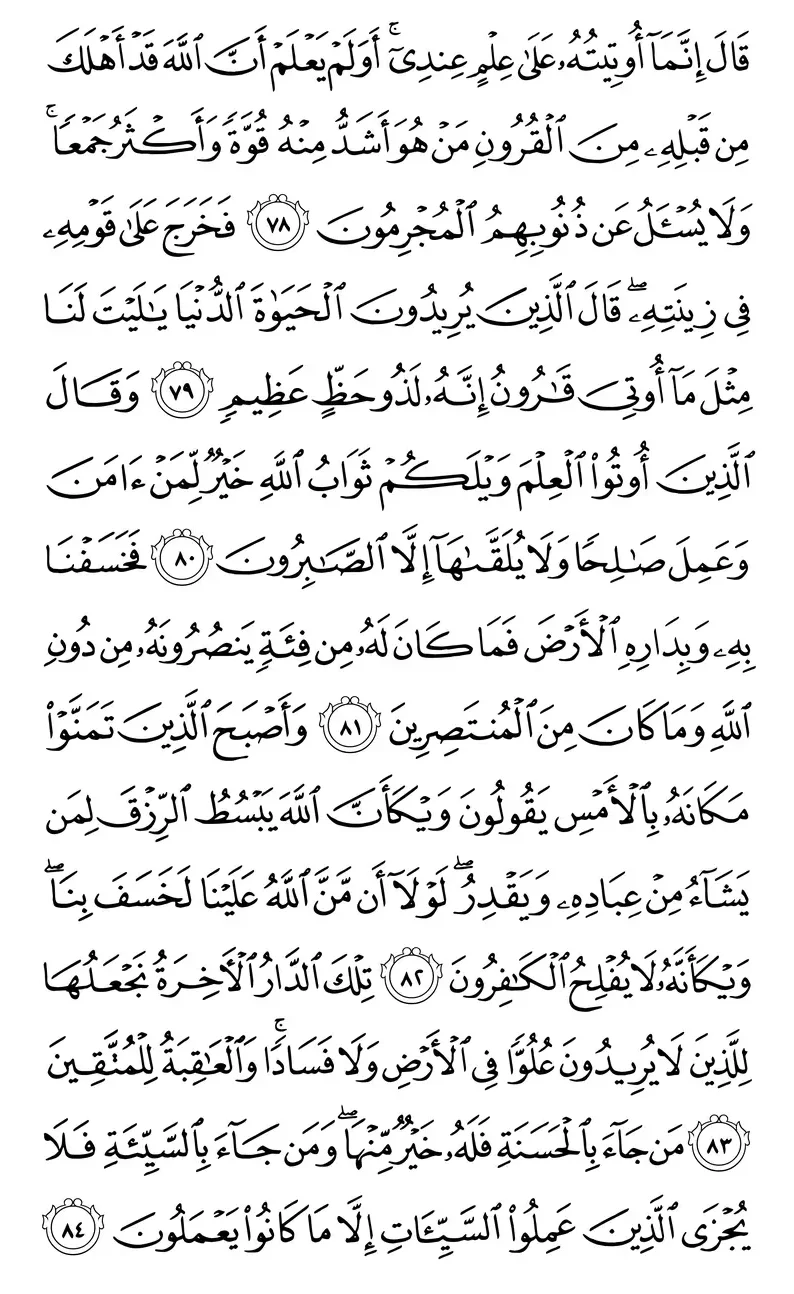 قَالَ إِنَّمَآ أُوتِيتُهُۥ عَلَىٰ عِلْمٍ عِندِىٓ ۚ أَوَلَمْ يَعْلَمْ أَنَّ ٱللَّهَ قَدْ أَهْلَكَ
مِن قَبْلِهِۦ مِنَ ٱلْقُرُونِ مَنْ هُوَ أَشَدُّ مِنْهُ قُوَّةً وَأَكْثَرُ جَمْعًا ۚ
وَلَا يُسْـَٔلُ عَن ذُنُوبِهِمُ ٱلْمُجْرِمُونَ ٧٨ فَخَرَجَ عَلَىٰ قَوْمِهِۦ
فِى زِينَتِهِۦ ۖ قَالَ ٱلَّذِينَ يُرِيدُونَ ٱلْحَيَوٰةَ ٱلدُّنْيَا يَـٰلَيْتَ لَنَا
مِثْلَ مَآ أُوتِىَ قَـٰرُونُ إِنَّهُۥ لَذُو حَظٍّ عَظِيمٍ ٧٩ وَقَالَ
ٱلَّذِينَ أُوتُوا۟ ٱلْعِلْمَ وَيْلَكُمْ ثَوَابُ ٱللَّهِ خَيْرٌ لِّمَنْ ءَامَنَ
وَعَمِلَ صَـٰلِحًا وَلَا يُلَقَّىٰهَآ إِلَّا ٱلصَّـٰبِرُونَ ٨٠ فَخَسَفْنَا
بِهِۦ وَبِدَارِهِ ٱلْأَرْضَ فَمَا كَانَ لَهُۥ مِن فِئَةٍ يَنصُرُونَهُۥ مِن دُونِ
ٱللَّهِ وَمَا كَانَ مِنَ ٱلْمُنتَصِرِينَ ٨١ وَأَصْبَحَ ٱلَّذِينَ تَمَنَّوْا۟
مَكَانَهُۥ بِٱلْأَمْسِ يَقُولُونَ وَيْكَأَنَّ ٱللَّهَ يَبْسُطُ ٱلرِّزْقَ لِمَن
يَشَآءُ مِنْ عِبَادِهِۦ وَيَقْدِرُ ۖ لَوْلَآ أَن مَّنَّ ٱللَّهُ عَلَيْنَا لَخَسَفَ بِنَا ۖ
وَيْكَأَنَّهُۥ لَا يُفْلِحُ ٱلْكَـٰفِرُونَ ٨٢ تِلْكَ ٱلدَّارُ ٱلْـَٔاخِرَةُ نَجْعَلُهَا
لِلَّذِينَ لَا يُرِيدُونَ عُلُوًّا فِى ٱلْأَرْضِ وَلَا فَسَادًا ۚ وَٱلْعَـٰقِبَةُ لِلْمُتَّقِينَ
٨٣ مَن جَآءَ بِٱلْحَسَنَةِ فَلَهُۥ خَيْرٌ مِّنْهَا ۖ وَمَن جَآءَ بِٱلسَّيِّئَةِ فَلَا
يُجْزَى ٱلَّذِينَ عَمِلُوا۟ ٱلسَّيِّـَٔاتِ إِلَّا مَا كَانُوا۟ يَعْمَلُونَ ٨٤